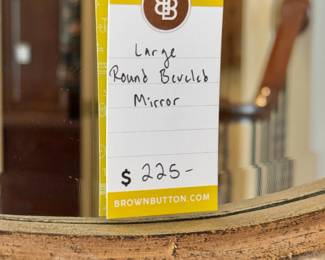 BB
Large
Round Beveled
Mirror
$ 225-
BROWNBUTTON.COM